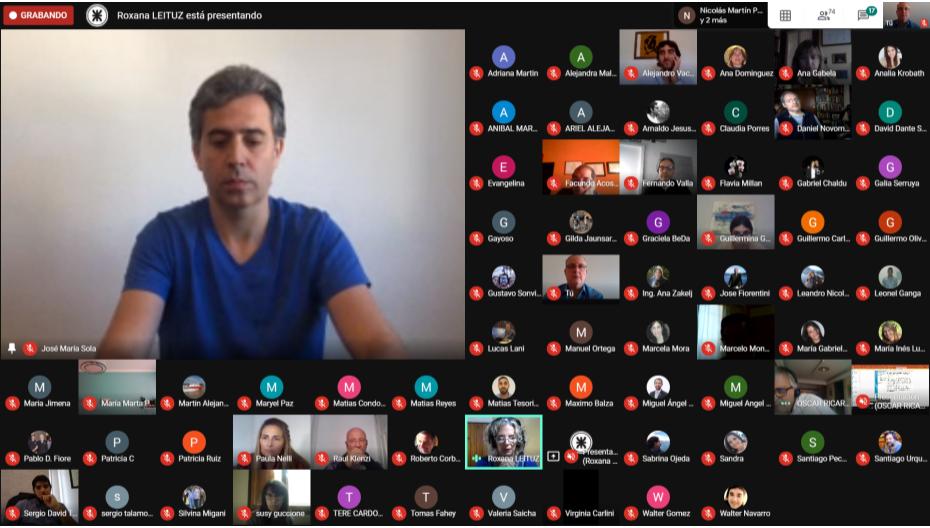 GRABANDO
Roxana LEITUZ está presentando
Nicolás Martín P...
y 2 más
74
17
Tú
José María Sola
A
Adriana Martin
A
Alejandra Mal...
Alejandro Vac...
Ana Dominguez
Ana Gabela
Analia Krobath
A
ANIBAL MAR...
A
ARIEL ALEJA...
Arnaldo Jesus...
C
Claudia Porres
Daniel Novom...
D
David Dante S...
E
Evangelina
Facundo Acos...
Fernando Valla
Flavia Millan
Gabriel Chaldu
G
Galia Serruya
G
Gayoso
Gilda Jaunsar...
G
Graciela BeDa
Guillermina G...
G
Guillermo Carl...
G
Guillermo Oliv...
Gustavo Sonvi...
Tú
Ing. Ana Zakelj
Jose Fiorentini
Leandro Nicol...
Leonel Ganga
Lucas Lani
M
Manuel Ortega
Marcela Mora
Marcelo Mon...
María Gabriel...
María Inés Lu...
M
Maria Jimena
María Marta P...
Martin Alejan...
M
Maryel Paz
M
Matias Condo...
M
Matias Reyes
Matias Tesori...
M
Maximo Balza
Miguel Ángel ...
M
Miguel Angel ...
OSCAR RICAR...
Presentación
(OSCAR RICA...
Pablo D. Fiore
P
Patricia C
P
Patricia Ruiz
Paula Nelli
Raul Klenzi
Roberto Corb...
Roxana LEITUZ
Presenta...
(Roxana ...
Sabrina Ojeda
Sandra
S
Santiago Pec...
Santiago Urqu...
Sergio David T...
s
sergio talamo...
Silvina Migani
susy guccione
T
TERE CARDO...
T
Tomas Fahey
V
Valeria Saicha
Virginia Carlini
W
Walter Gomez
Walter Navarro